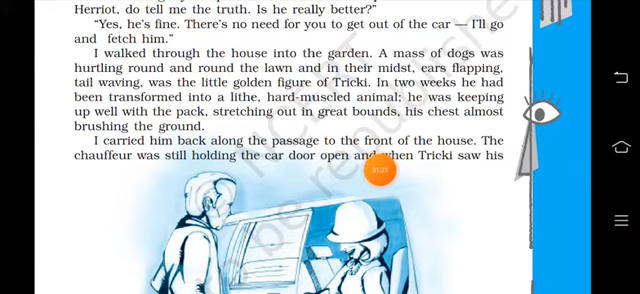 Herriot, do tell me the truth. Is he really better?”
“Yes, he’s fine. There’s no need for you to get out of the car — I’ll go
and fetch him.”
I walked through the house into the garden. A mass of dogs was
hurtling round and round the lawn and in their midst, ears flapping,
tail waving, was the little golden figure of Tricki. In two weeks he had
been transformed into a lithe, hard-muscled animal; he was keeping
up well with the pack, stretching out in great bounds, his chest almost
brushing the ground.
I carried him back along the passage to the front of the house. The
chauffeur was still holding the car door open and when Tricki saw his
01:21
NCERT
be republished